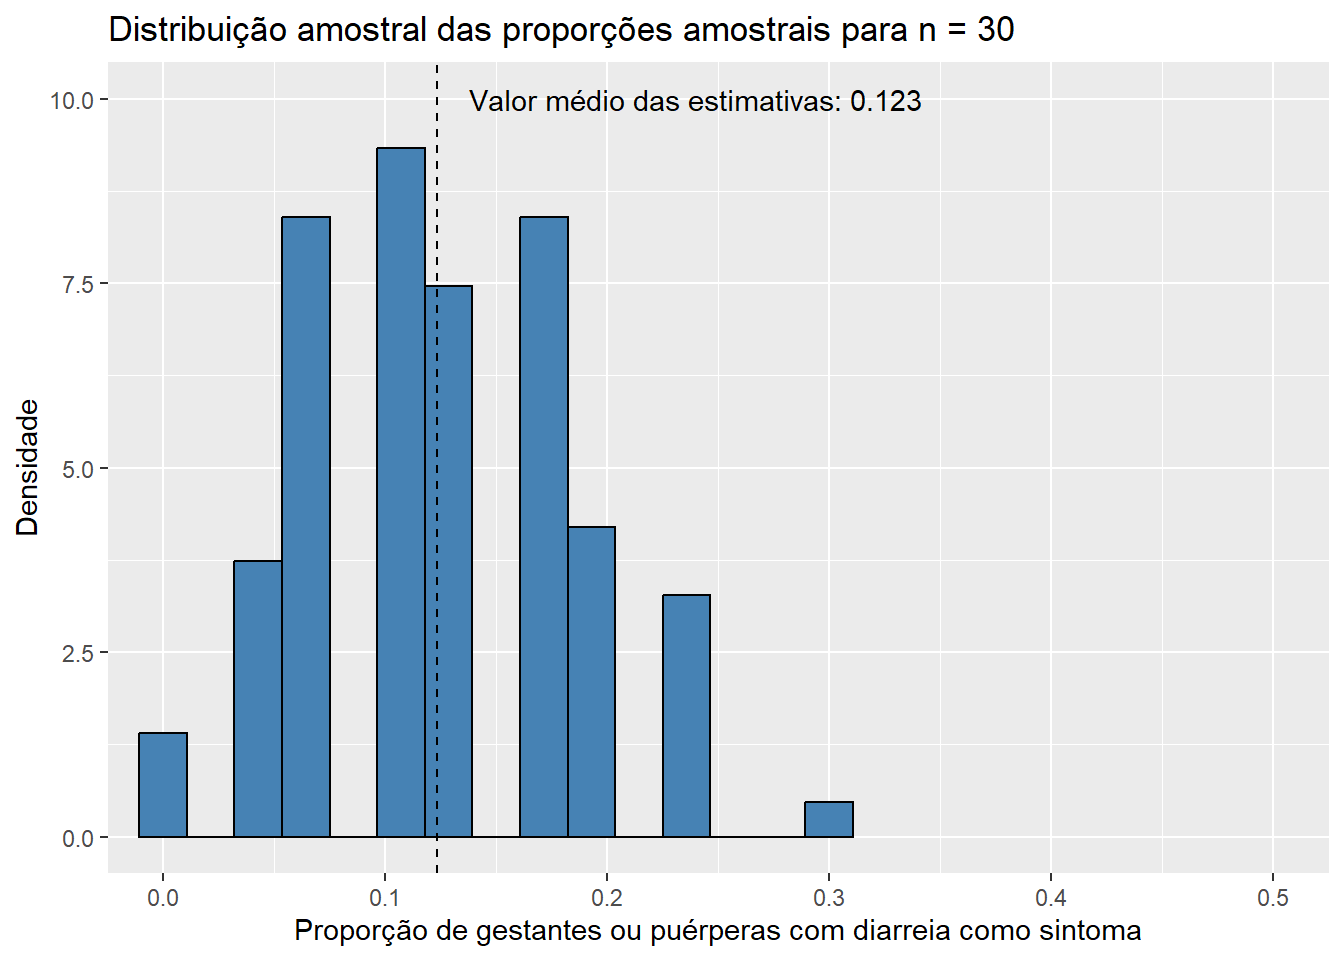 Distribuição amostral das proporções amostrais para n = 30
Valor médio das estimativas: 0.123
Densidade
10.0
7.5
5.0
2.5
0.0
0.0 0.1 0.2 0.3 0.4 0.5
Proporção de gestantes ou puérperas com diarreia como sintoma